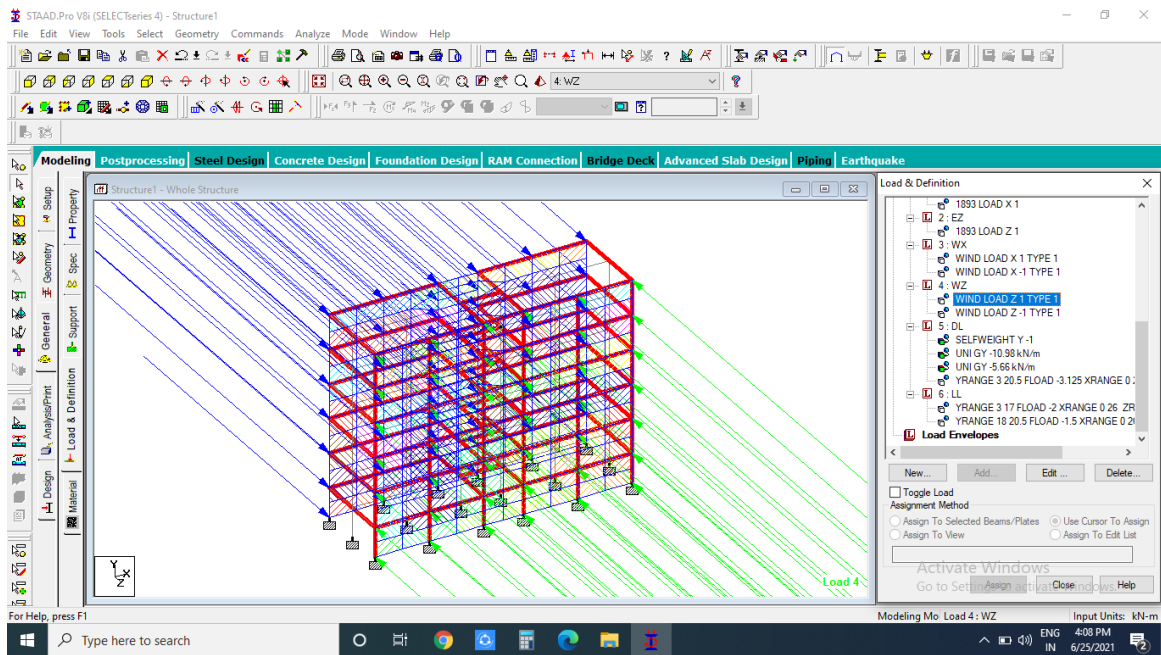 STAAD.Pro V8i (SELECTseries 4) - Structure1
File Edit View Tools Select Geometry Commands Analyze Mode Window Help
4: WZ
Modeling Postprocessing Steel Design Concrete Design Foundation Design RAM Connection Bridge Deck Advanced Slab Design Piping Earthquake
Structure1 - Whole Structure
Setup
Geometry
General
Analysis/Print
Design
Property
Spec
Support
Load & Definition
Material
Y
X
Z
Load 4
Load & Definition
1893 LOAD X 1
2 : EZ
1893 LOAD Z 1
3 : WX
WIND LOAD X 1 TYPE 1
WIND LOAD X -1 TYPE 1
4 : WZ
WIND LOAD Z 1 TYPE 1
WIND LOAD Z -1 TYPE 1
5 : DL
SELFWEIGHT Y -1
UNI GY -10.98 kN/m
UNI GY -5.66 kN/m
YRANGE 3 20.5 FLOAD -3.125 XRANGE 0
6 : LL
YRANGE 3 17 FLOAD -2 XRANGE 0 26 ZR
YRANGE 18 20.5 FLOAD -1.5 XRANGE 0
Load Envelopes
New... Add... Edit ... Delete...
Toggle Load
Assignment Method
Assign To Selected Beams/Plates Use Cursor To Assign
Assign To View Assign To Edit List
Activate Windows
Go to Settings to activate Windows.
Assign Close Help
For Help, press F1
Modeling Mo Load 4 : WZ Input Units: kN-m
Type here to search
ENG
IN
4:08 PM
6/25/2021
2